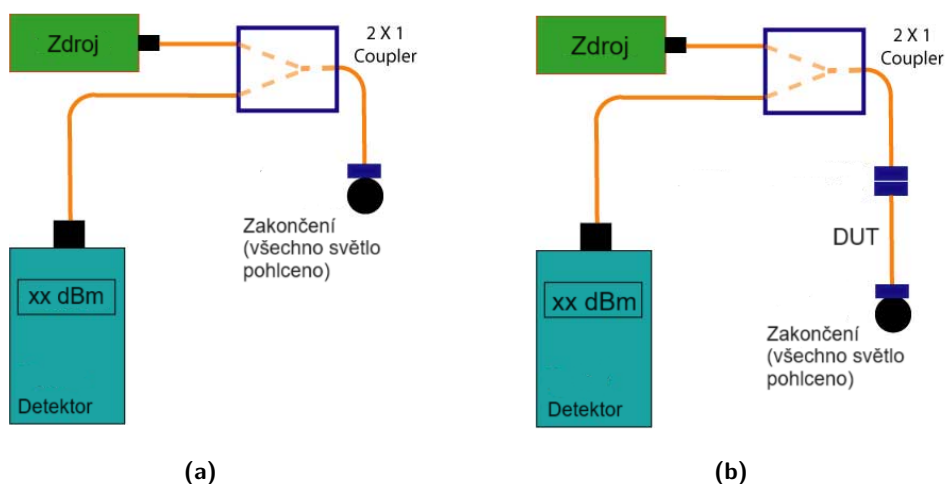 Zdroj
2 X 1
Coupler
Zakončení
(všechno světlo
pohlceno)
xx dBm
Detektor
(a)
Zdroj
2 X 1
Coupler
DUT
Zakončení
(všechno světlo
pohlceno)
xx dBm
Detektor
(b)